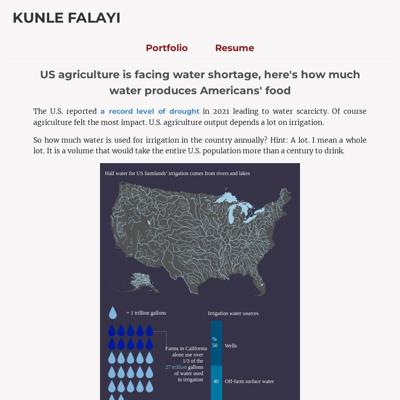 KUNLE FALAYI
Portfolio Resume
US agriculture is facing water shortage, here's how much
water produces Americans' food
The U.S. reported a record level of drought in 2021 leading to water scarcizty. Of course
agriculture felt the most impact. U.S. agriculture output depends a lot on irrigation.
So how much water is used for irrigation in the country annually? Hint: A lot. I mean a whole
lot. It is a volume that would take the entire U.S. population more than a century to drink.
Half water for US farmlands' irrigation comes from rivers and lakes
= 1 trillion gallons
Irrigation water sources
Farms in California
alone use over
1/3 of the
27 trillion gallons
of water used
in irrigation
%
50 Wells
40 Off-farm surface water